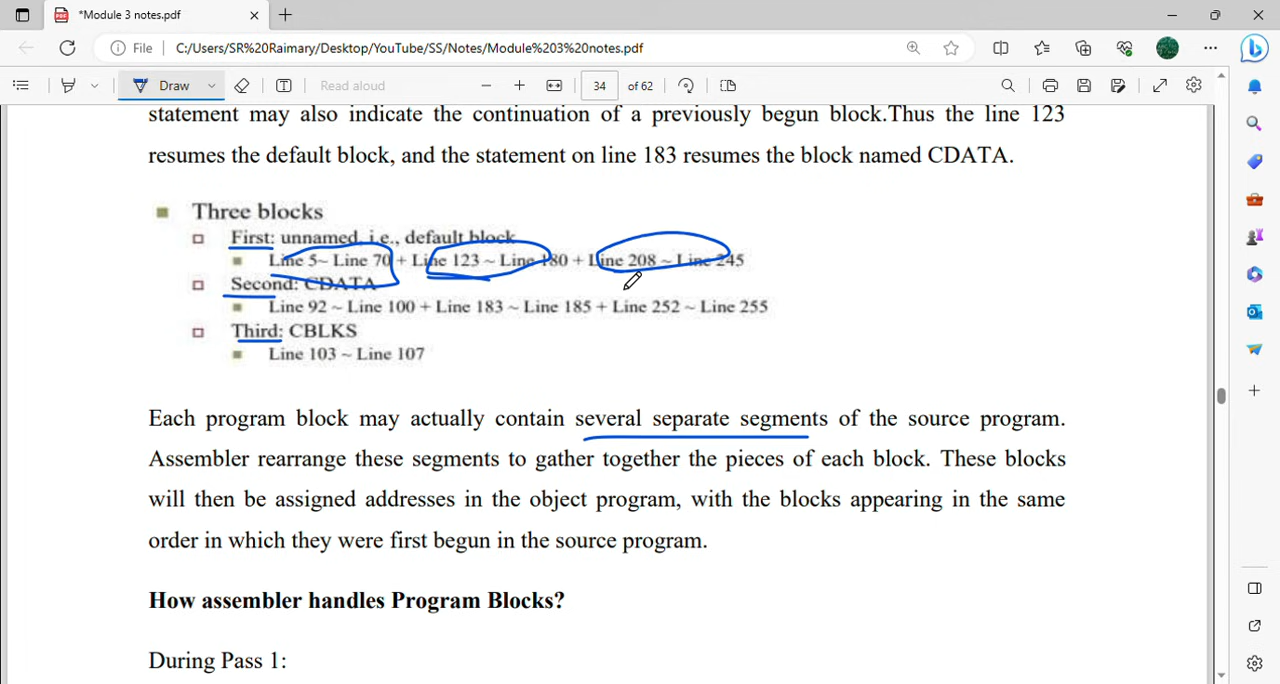 *Module 3 notes.pdf
File C:/Users/SR%20Raimary/Desktop/YouTube/SS/Notes/Module%203%20notes.pdf
Draw Read aloud 34 of 62
statement may also indicate the continuation of a previously begun block.Thus the line 123
resumes the default block, and the statement on line 183 resumes the block named CDATA.
Three blocks
First: unnamed, i.e., default block
Line 5~ Line 70 + Line 123 ~ Line 180 + Line 208 ~ Line 245
Second: CDATA
Line 92 ~ Line 100 + Line 183 ~ Line 185 + Line 252 ~ Line 255
Third: CBLKS
Line 103 ~ Line 107
Each program block may actually contain several separate segments of the source program.
Assembler rearrange these segments to gather together the pieces of each block. These blocks
will then be assigned addresses in the object program, with the blocks appearing in the same
order in which they were first begun in the source program.
How assembler handles Program Blocks?
During Pass 1: